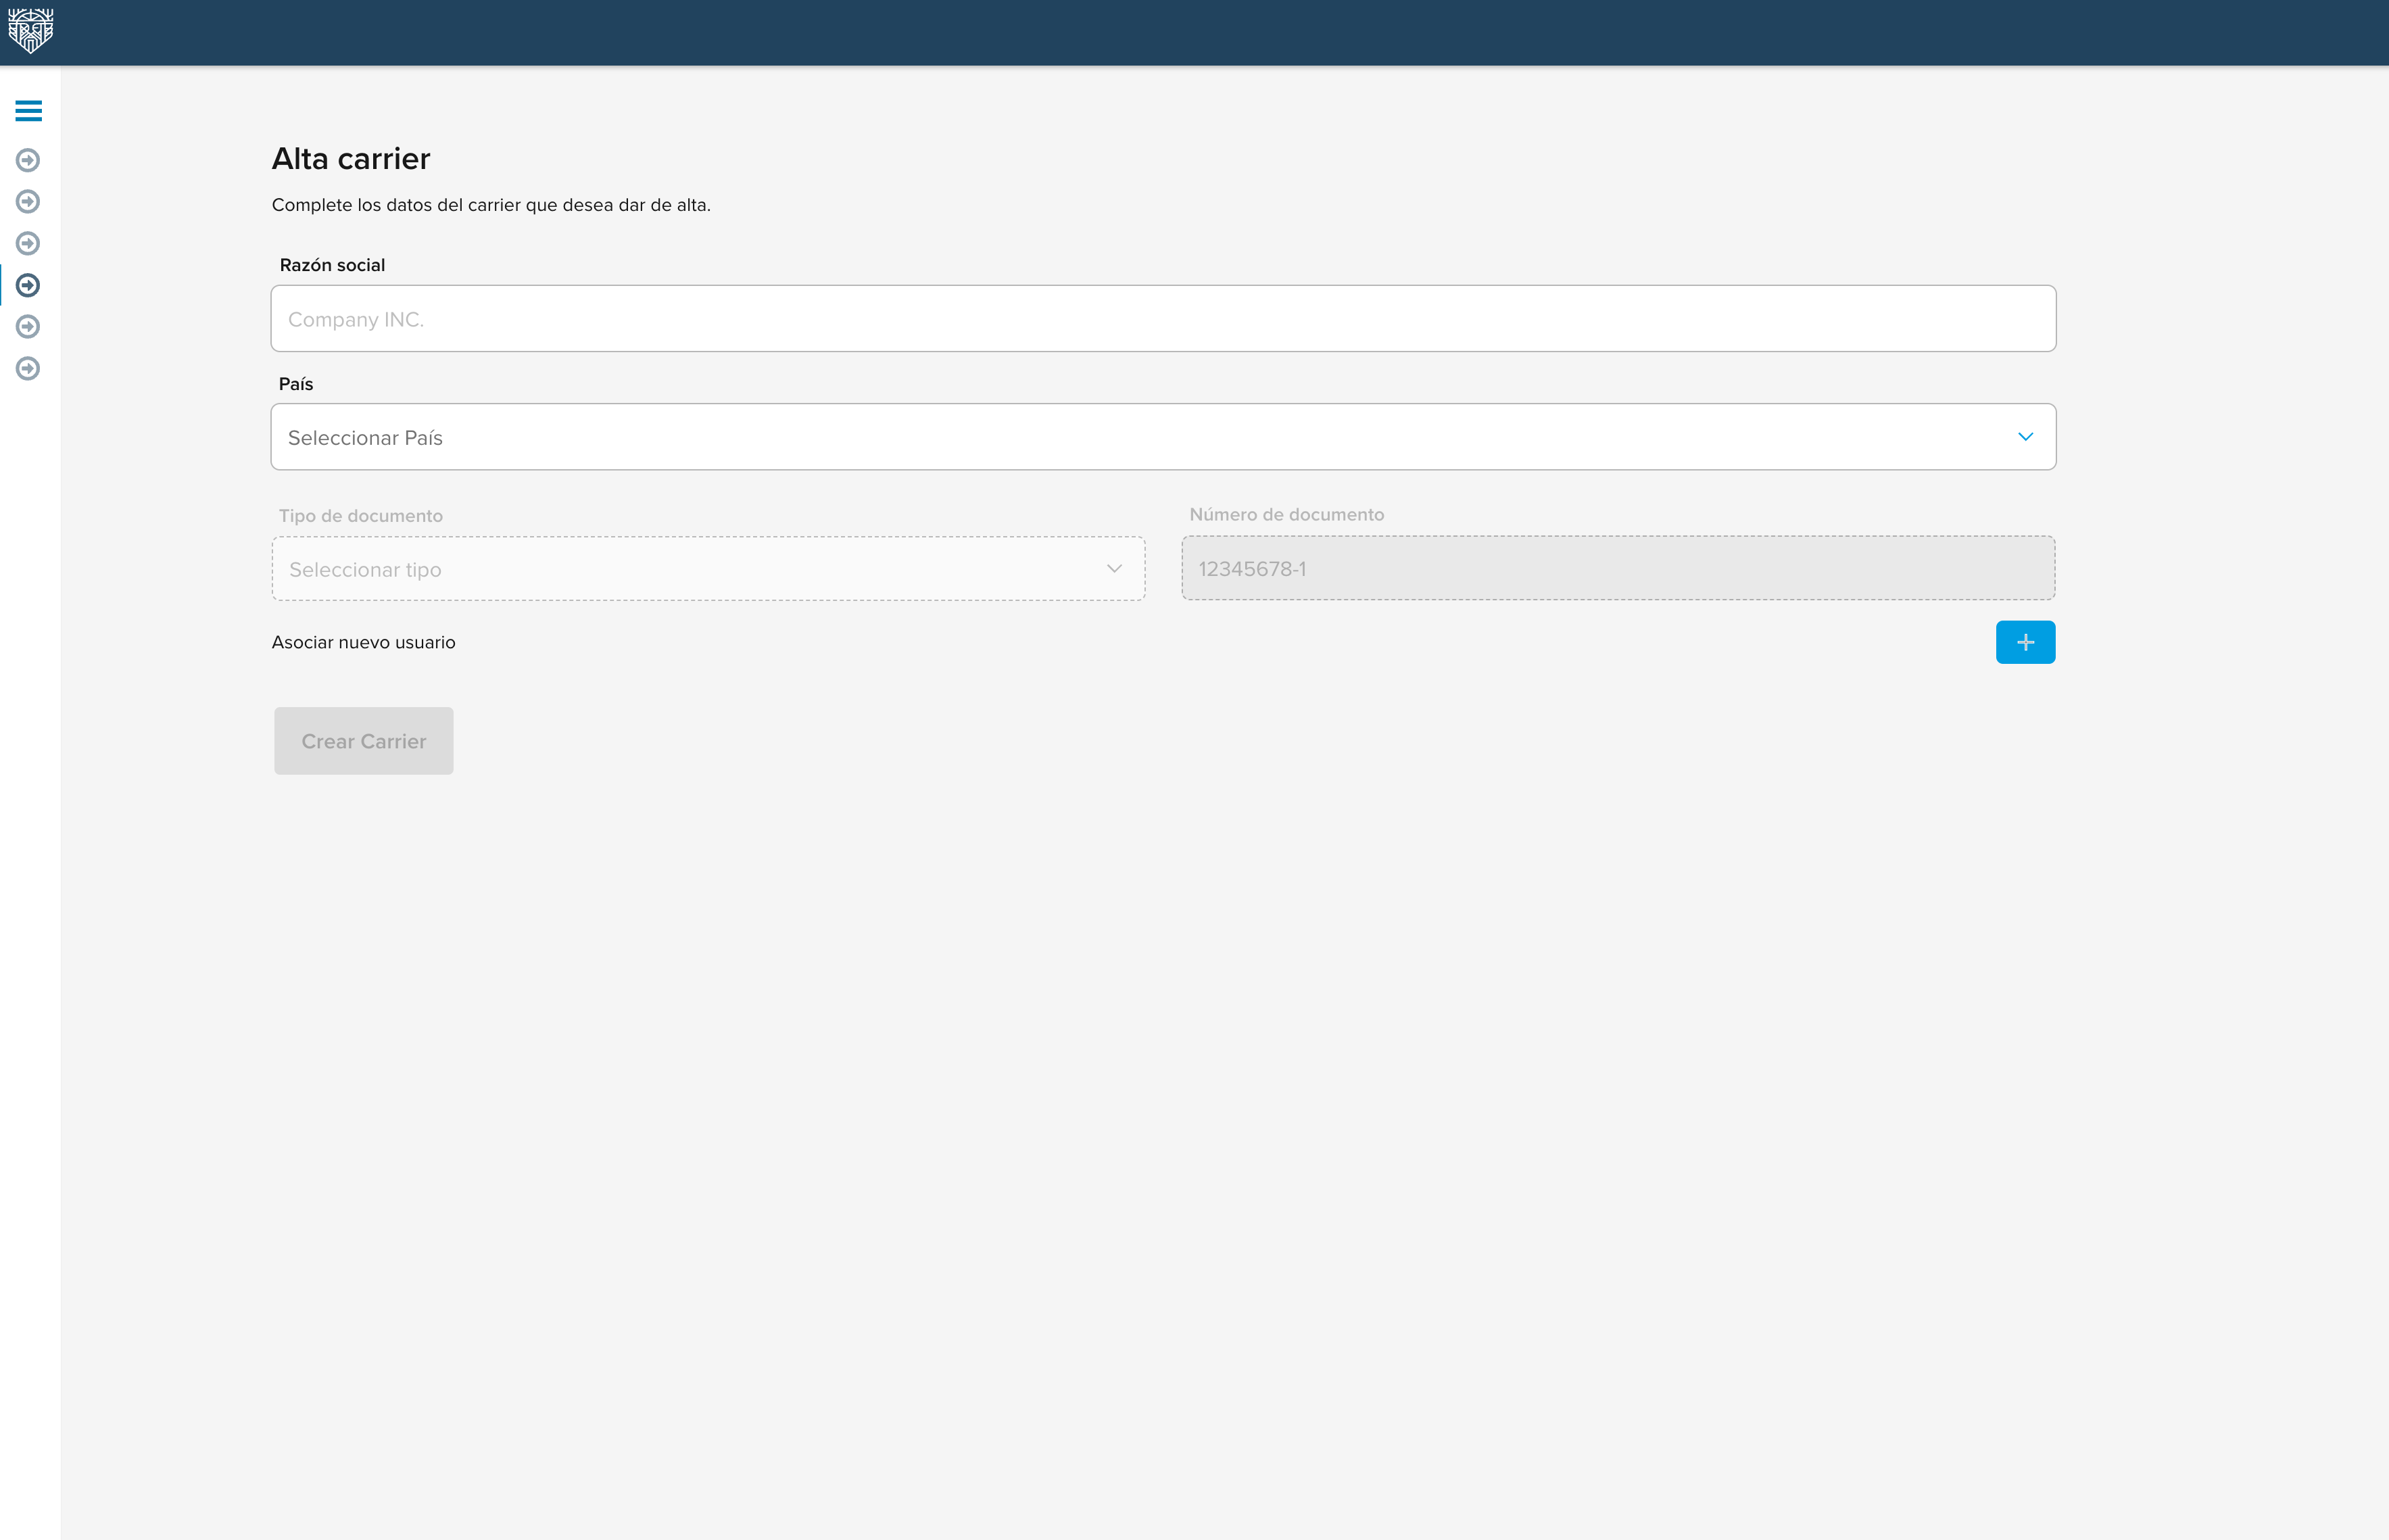 Alta carrier
Complete los datos del carrier que desea dar de alta.
Razón social
Company INC.
País
Seleccionar País
Tipo de documento
Número de documento
Seleccionar tipo
12345678-1
Asociar nuevo usuario
Crear Carrier